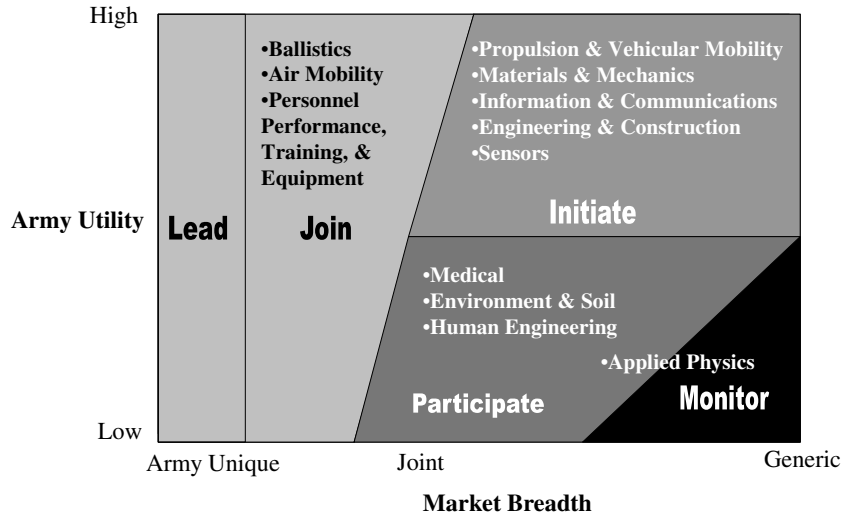 High
•Ballistics
•Air Mobility
•Personnel
Performance,
Training, &
Equipment
•Propulsion & Vehicular Mobility
•Materials & Mechanics
•Information & Communications
•Engineering & Construction
•Sensors
Army Utility
Lead
Join
Initiate
•Medical
•Environment & Soil
•Human Engineering
•Applied Physics
Participate
Monitor
Low
Army Unique
Joint
Generic
Market Breadth